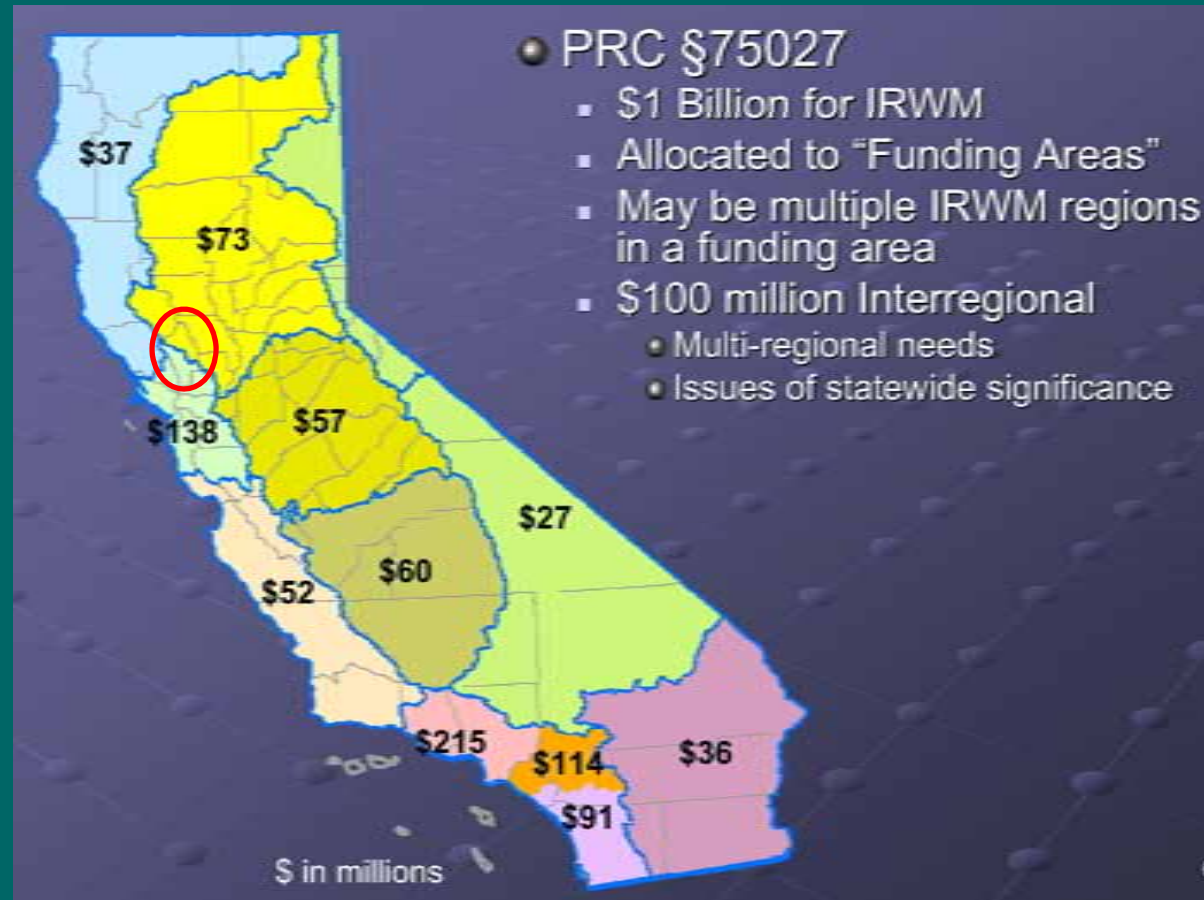 PRC §75027
$1 Billion for IRWM
Allocated to “Funding Areas”
May be multiple IRWM regions
in a funding area
$100 million Interregional
Multi-regional needs
Issues of statewide significance
$37
$73
$138
$57
$27
$60
$52
$215
$114
$36
$91
$ in millions